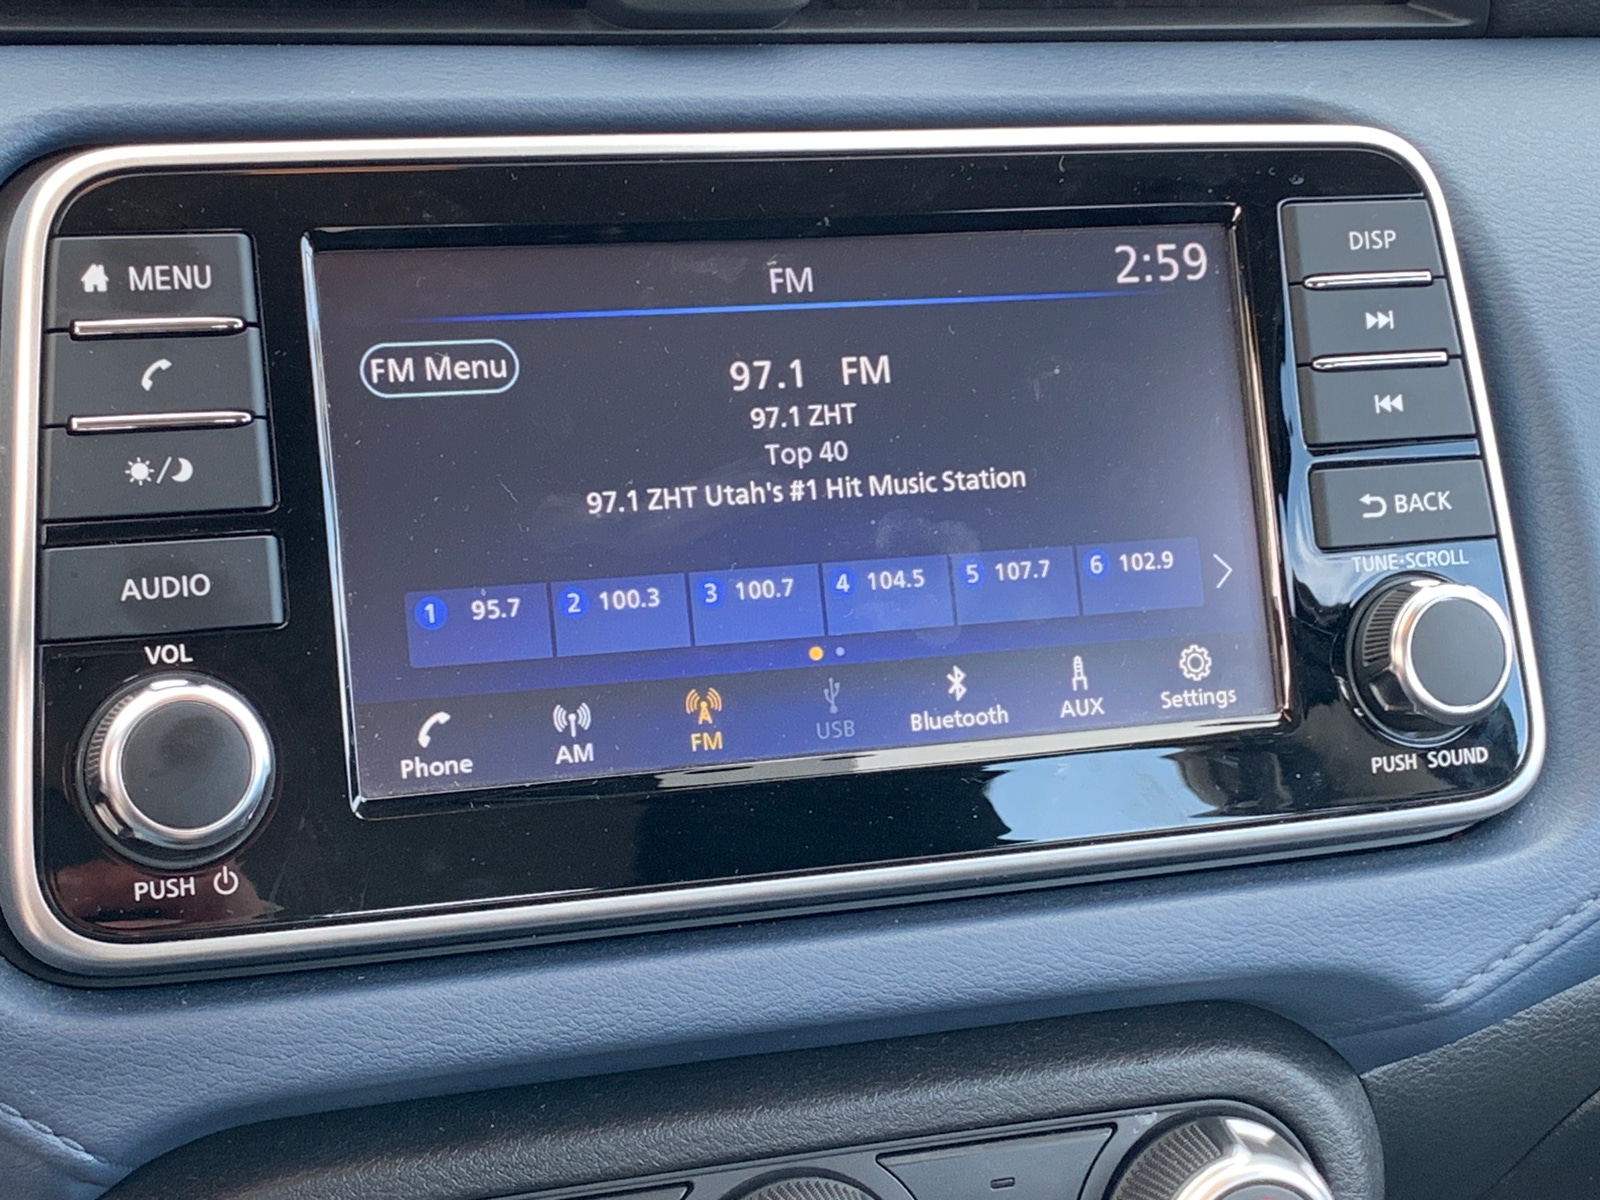 MENU
AUDIO
VOL
PUSH
FM
2:59
FM Menu
97.1 FM
97.1 ZHT
Top 40
97.1 ZHT Utah's #1 Hit Music Station
1 95.7 2 100.3 3 100.7 4 104.5 5 107.7 6 102.9
Phone AM FM USB Bluetooth AUX Settings
DISP
BACK
TUNE·SCROLL
PUSH SOUND